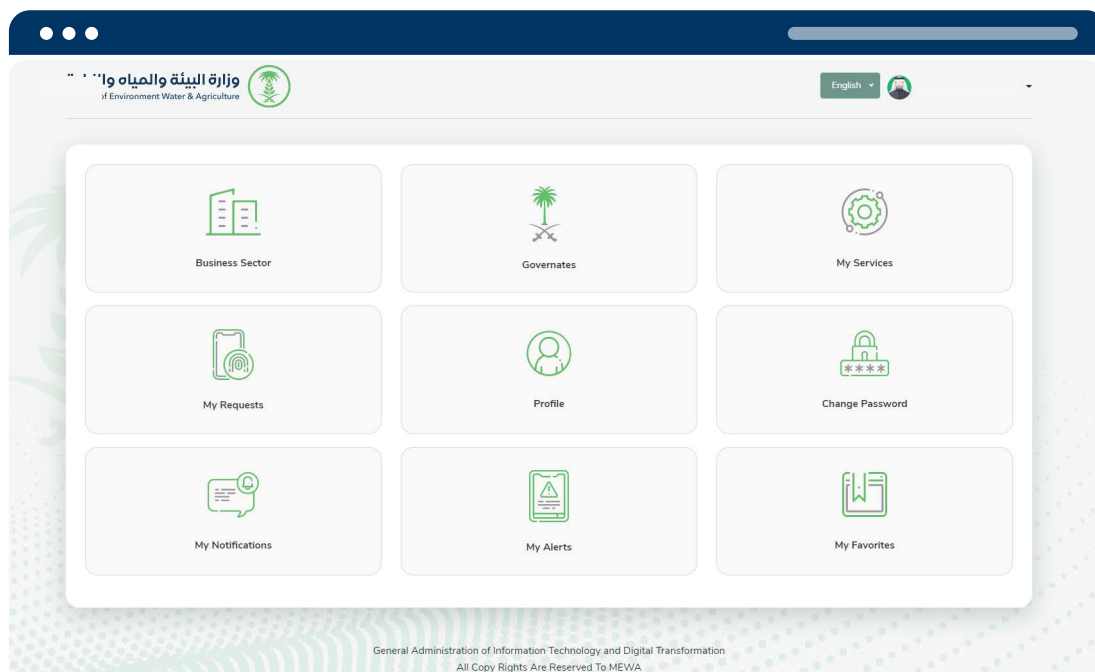 وزارة البيئة والمياه
of Environment Water & Agriculture
English
Business Sector
Governates
My Services
My Requests
Profile
****
Change Password
My Notifications
My Alerts
My Favorites
General Administration of Information Technology and Digital Transformation
All Copy Rights Are Reserved To MEWA